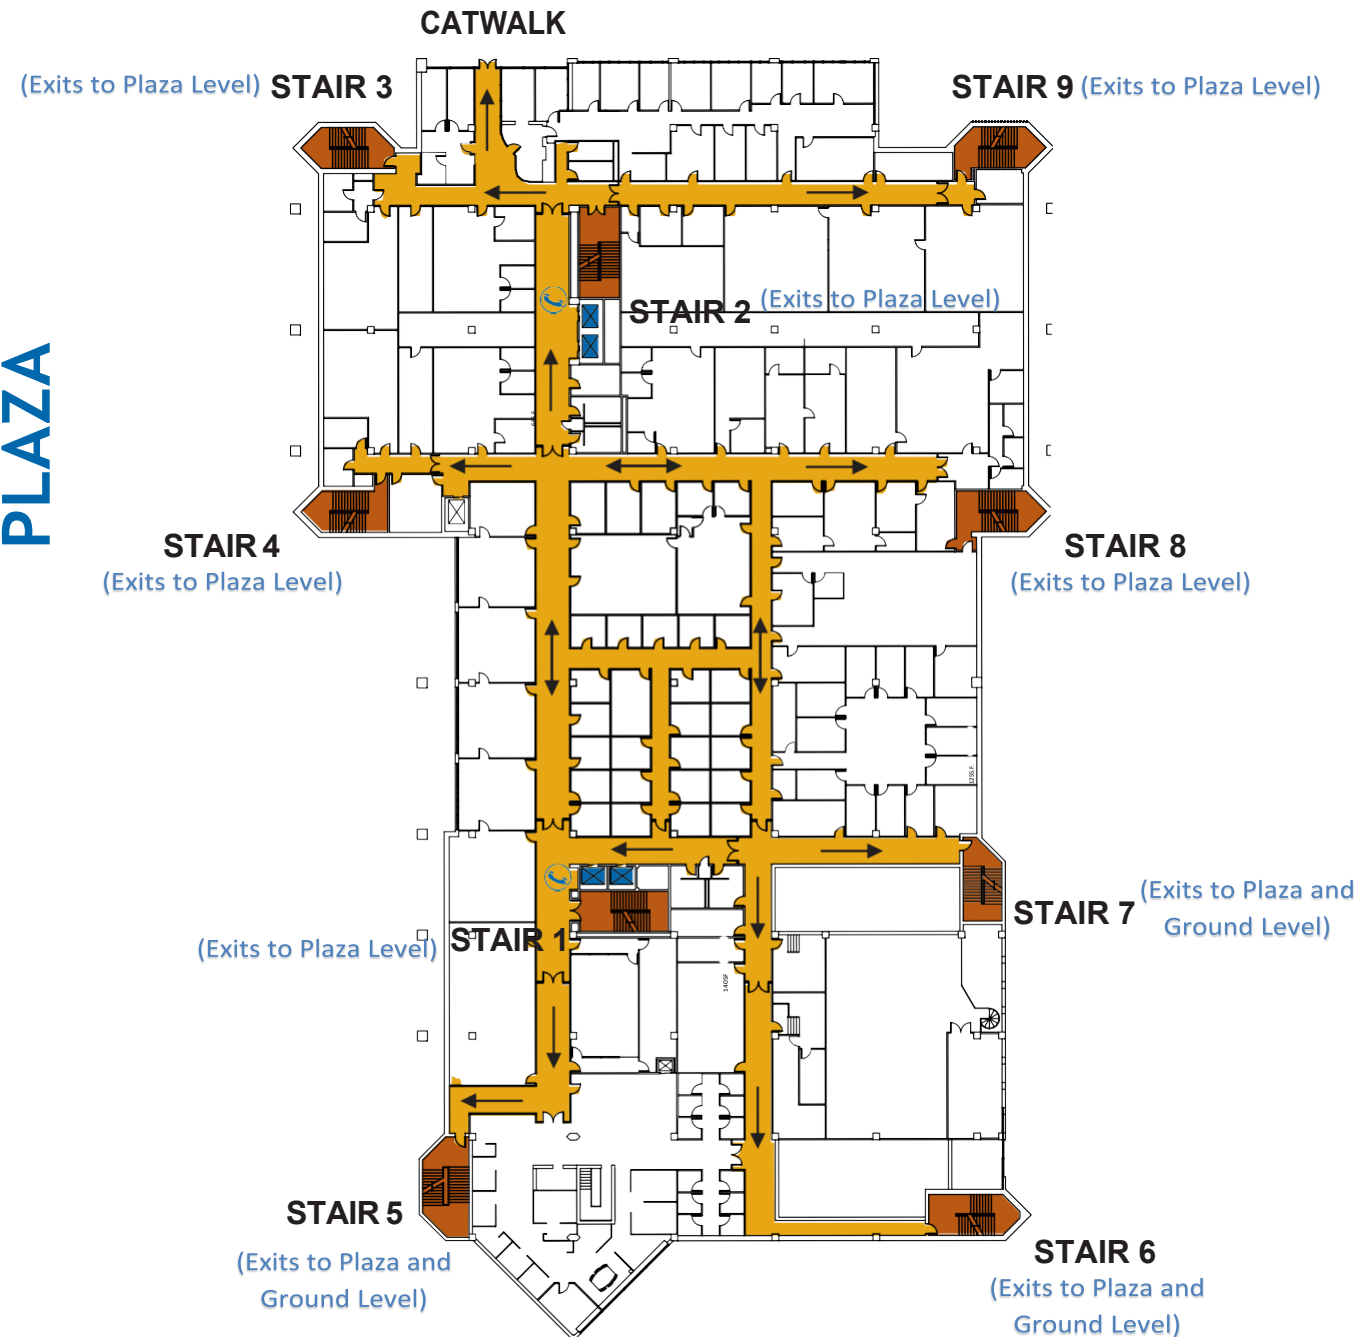 CATWALK
(Exits to Plaza Level) STAIR 3
STAIR 9 (Exits to Plaza Level)
STAIR 2 (Exits to Plaza Level)
PLAZA
STAIR 4
(Exits to Plaza Level)
STAIR 8
(Exits to Plaza Level)
125S.F.
STAIR 7
(Exits to Plaza and
Ground Level)
(Exits to Plaza Level) STAIR 1
140SF
STAIR 5
(Exits to Plaza and
Ground Level)
STAIR 6
(Exits to Plaza and
Ground Level)